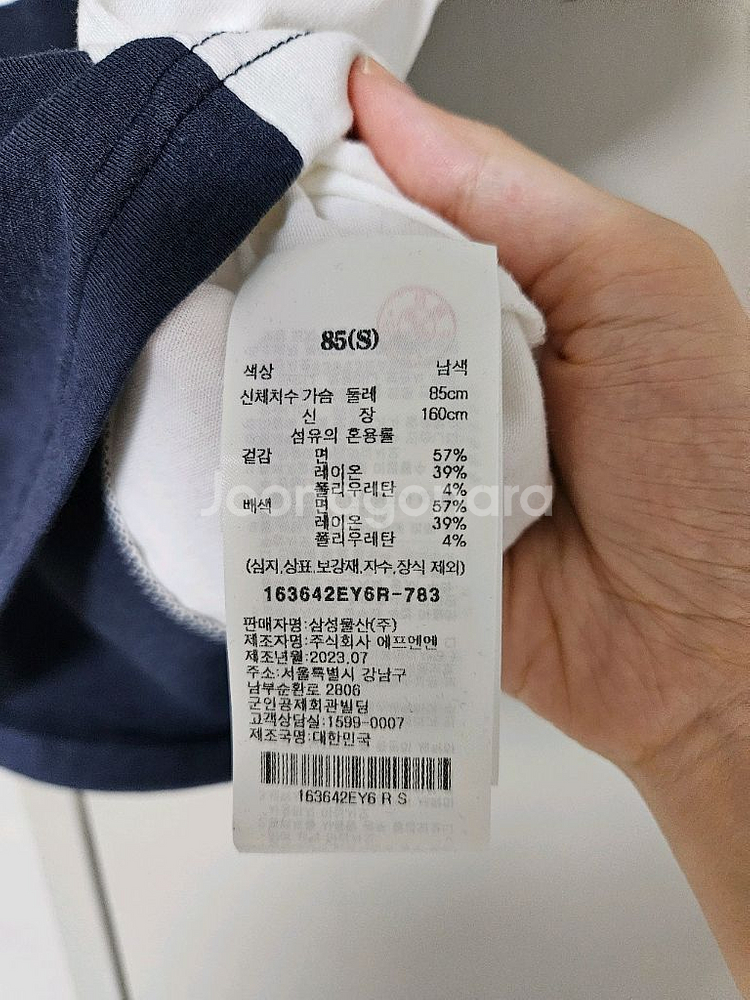 85(S)
색상 남색
신체치수 가슴 둘레 85cm
신 장 160cm
섬유의 혼용률
겉감 면 57%
레이온 39%
폴리우레탄 4%
배색 면 57%
레이온 39%
폴리우레탄 4%
(심지,상표,보강재,자수,장식 제외)
163642EY6R-783
판매자명:삼성물산(주)
제조자명:주식회사 에프엔엔
제조년월:2023.07
주소:서울특별시 강남구
남부순환로 2806
군인공제회관빌딩
고객상담실:1599-0007
제조국명:대한민국
163642EY6 R S
Joonggonara